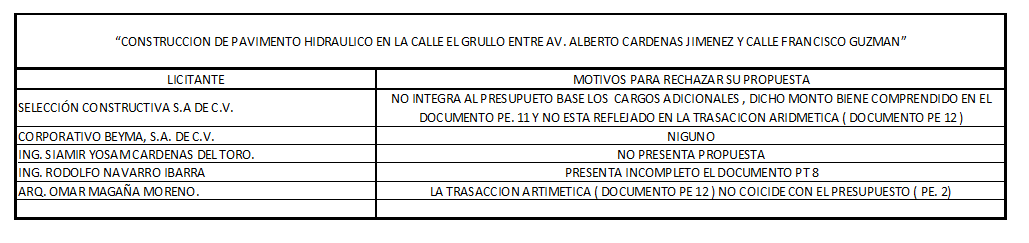 “CONSTRUCCION DE PAVIMENTO HIDRAULICO EN LA CALLE EL GRULLO ENTRE AV. ALBERTO CARDENAS JIMENEZ Y CALLE FRANCISCO GUZMAN”
LICITANTE MOTIVOS PARA RECHAZAR SU PROPUESTA
SELECCIÓN CONSTRUCTIVA S.A DE C.V. NO INTEGRA AL PRESUPUETO BASE LOS CARGOS ADICIONALES , DICHO MONTO BIENE COMPRENDIDO EN EL
DOCUMENTO PE. 11 Y NO ESTA REFLEJADO EN LA TRASACICON ARIDMETICA ( DOCUMENTO PE 12 )
CORPORATIVO BEYMA, S.A. DE C.V. NIGUNO
ING. SIAMIR YOSAM CARDENAS DEL TORO. NO PRESENTA PROPUESTA
ING. RODOLFO NAVARRO IBARRA PRESENTA INCOMPLETO EL DOCUMENTO PT 8
ARQ. OMAR MAGAÑA MORENO. LA TRASACCION ARTIMETICA ( DOCUMENTO PE 12 ) NO COICIDE CON EL PRESUPUESTO ( PE. 2)